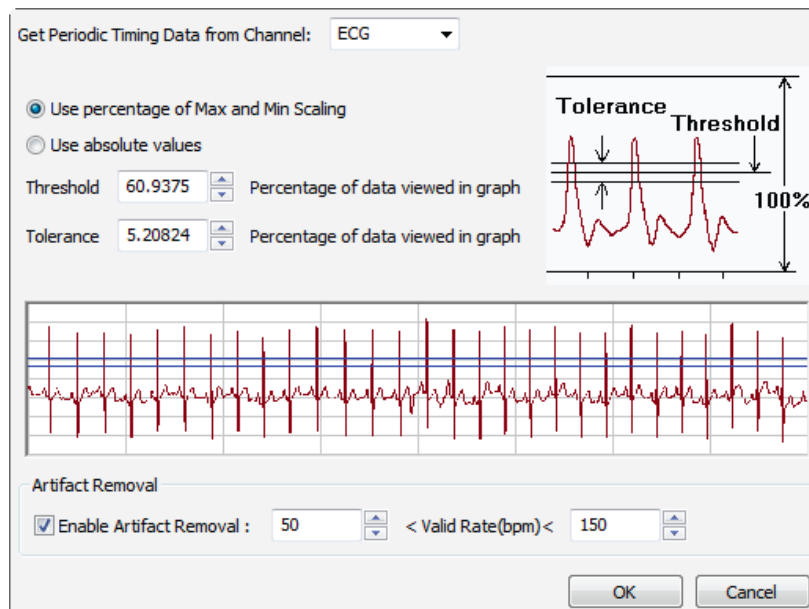 Get Periodic Timing Data from Channel: ECG
Use percentage of Max and Min Scaling
Use absolute values
Threshold 60.9375 Percentage of data viewed in graph
Tolerance 5.20824 Percentage of data viewed in graph
Tolerance
Threshold
100%
Artifact Removal
Enable Artifact Removal : 50 < Valid Rate(bpm)< 150
OK Cancel